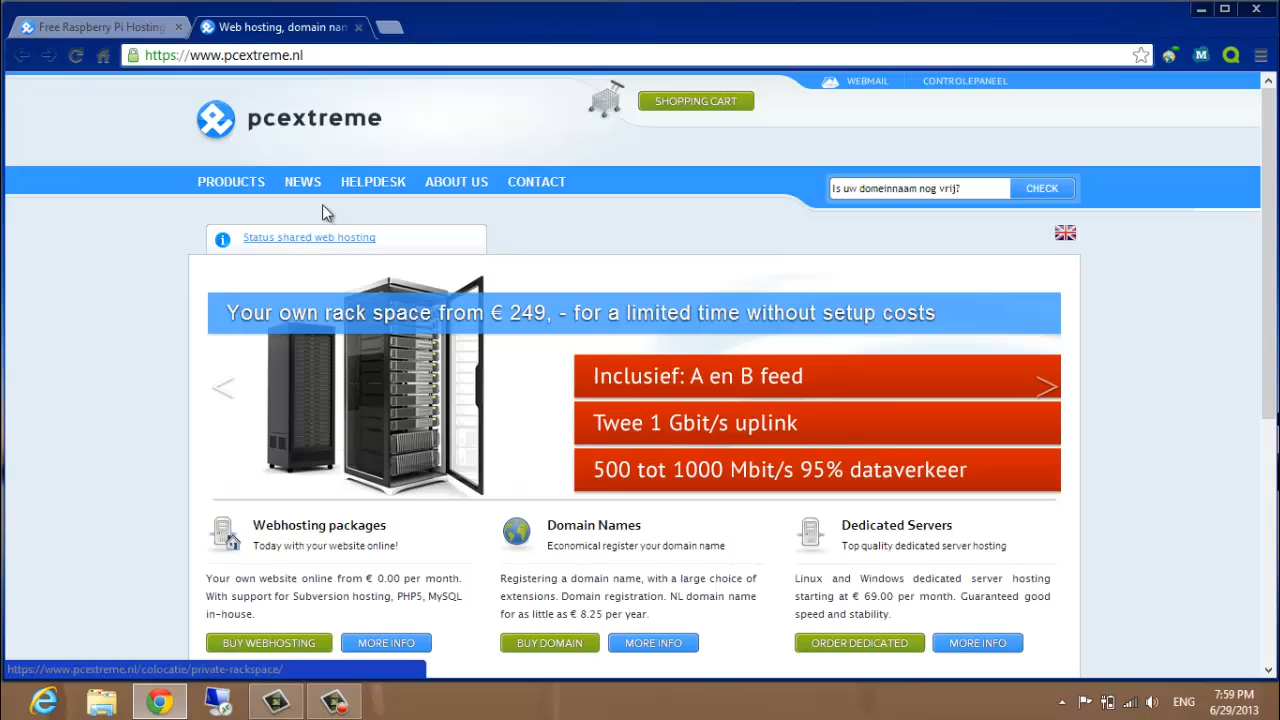 Free Raspberry Pi Hosting
Web hosting, domain nam
https://www.pcextreme.nl
WEBMAIL
CONTROLEPANEEL
SHOPPING CART
pcextreme
PRODUCTS
NEWS
HELPDESK
ABOUT US
CONTACT
Is uw domeinnaam nog vrij?
CHECK
Status shared web hosting
Your own rack space from € 249, - for a limited time without setup costs
Inclusief: A en B feed
Twee 1 Gbit/s uplink
500 tot 1000 Mbit/s 95% dataverkeer
Webhosting packages
Today with your website online!
Your own website online from € 0.00 per month.
With support for Subversion hosting, PHP5, MySQL
in-house.
BUY WEBHOSTING
MORE INFO
Domain Names
Economical register your domain name
Registering a domain name, with a large choice of
extensions. Domain registration. NL domain name
for as little as € 8.25 per year.
BUY DOMAIN
MORE INFO
Dedicated Servers
Top quality dedicated server hosting
Linux and Windows dedicated server hosting
starting at € 69.00 per month. Guaranteed good
speed and stability.
ORDER DEDICATED
MORE INFO
https://www.pcextreme.nl/colocatie/private-rackspace/
ENG
7:59 PM
6/29/2013